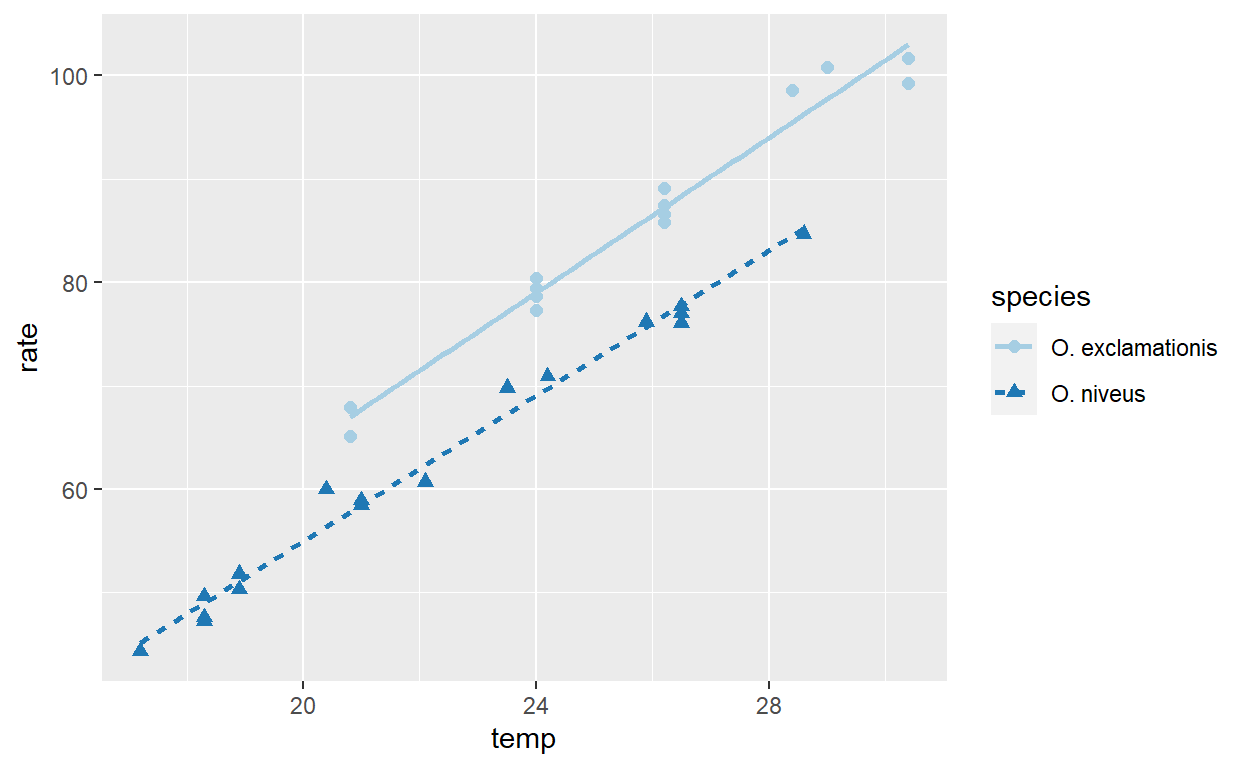 100
80
60
rate
20 24 28
temp
species
O. exclamationis
O. niveus